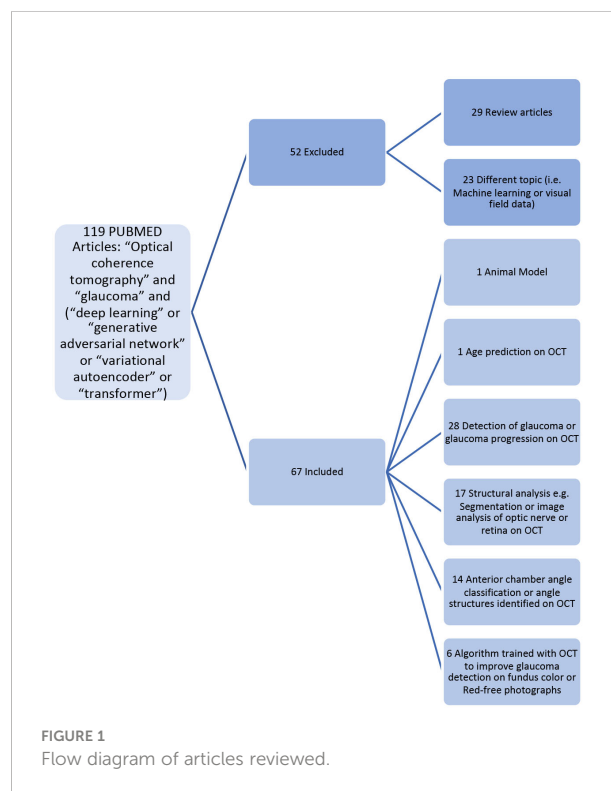 29 Review articles
52 Excluded
23 Different topic (i.e.
Machine learning or visual
field data)
119 PUBMED
Articles: “Optical
coherence
tomography” and
“glaucoma” and
(“deep learning” or
“generative
adversarial network”
or “variational
autoencoder” or
“transformer”)
1 Animal Model
1 Age prediction on OCT
28 Detection of glaucoma or
glaucoma progression on OCT
67 Included
17 Structural analysis e.g.
Segmentation or image
analysis of optic nerve or
retina on OCT
14 Anterior chamber angle
classification or angle
structures identified on OCT
6 Algorithm trained with OCT
to improve glaucoma
detection on fundus color or
Red-free photographs
FIGURE 1
Flow diagram of articles reviewed.